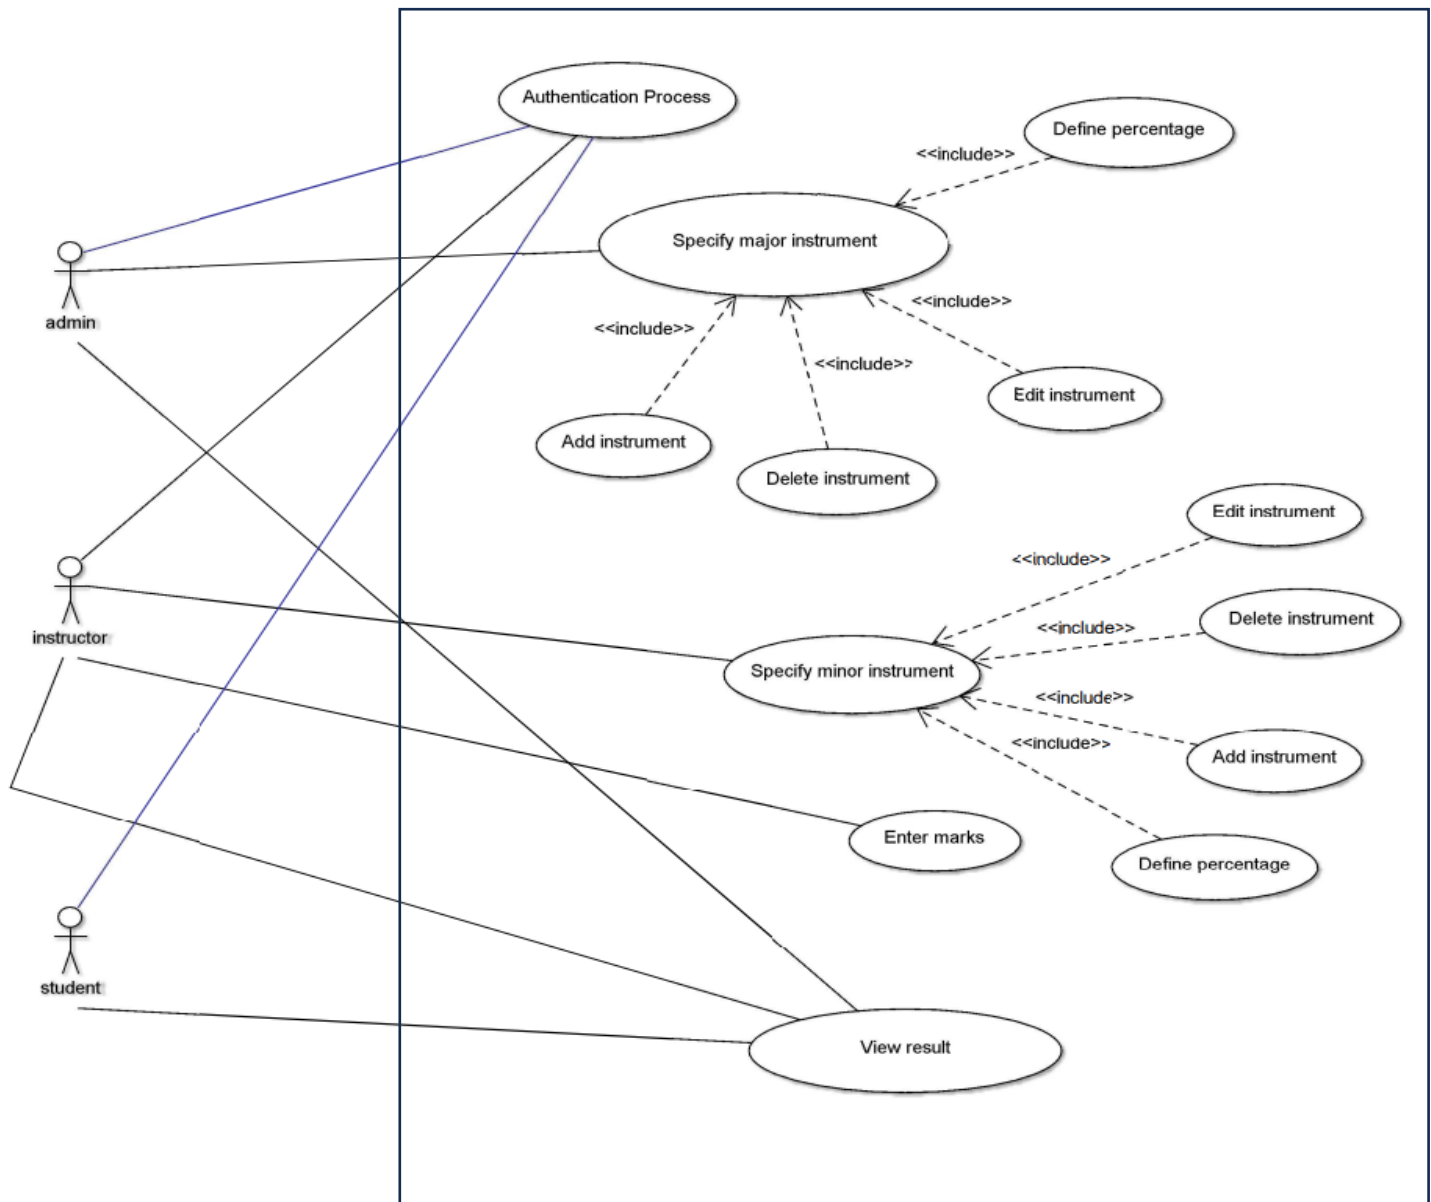 Authentication Process
Define percentage
<<include>>
Specify major instrument
admin
<<include>>
<<include>>
<<include>>
Edit instrument
Add instrument
Delete instrument
Edit instrument
<<include>>
instructor
Delete instrument
<<include>>
Specify minor instrument
<<include>>
<<include>>
Add instrument
Enter marks
Define percentage
student
View result